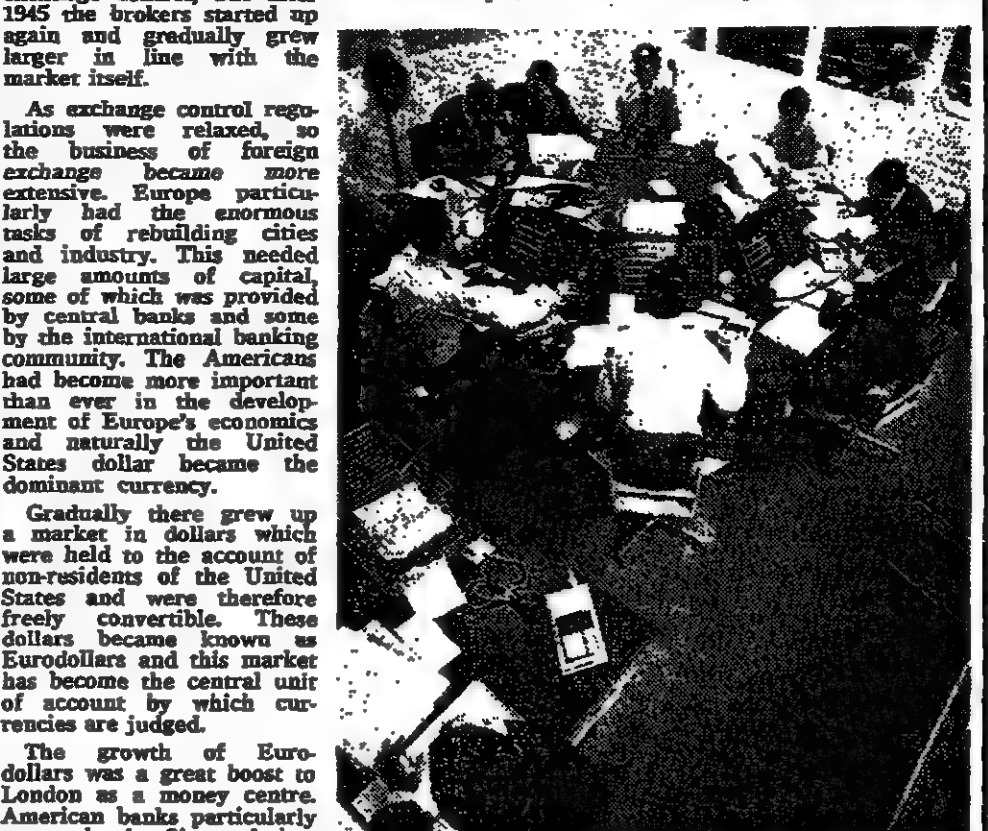 1945 the brokers started up
again and gradually grew
larger in line with the
market itself.
As exchange control regu-
lations were relaxed, so
the business of foreign
exchange became more
extensive. Europe particu-
larly had the enormous
tasks of rebuilding cities
and industry. This needed
large amounts of capital,
some of which was provided
by central banks and some
by the international banking
community. The Americans
had become more important
than ever in the develop-
ment of Europe's economics
and naturally the United
States dollar became the
dominant currency.
Gradually there grew up
a market in dollars which
were held to the account of
non-residents of the United
States and were therefore
freely convertible. These
dollars became known as
Eurodollars and this market
has become the central unit
of account by which cur-
rencies are judged.
The growth of Euro-
dollars was a great boost to
London as a money centre.
American banks particularly